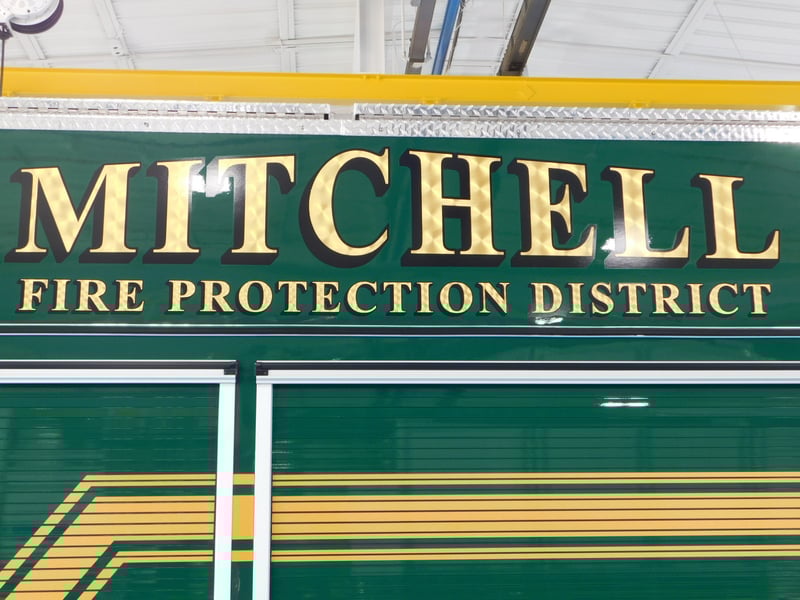 MITCHELL
FIRE PROTECTION DISTRICT